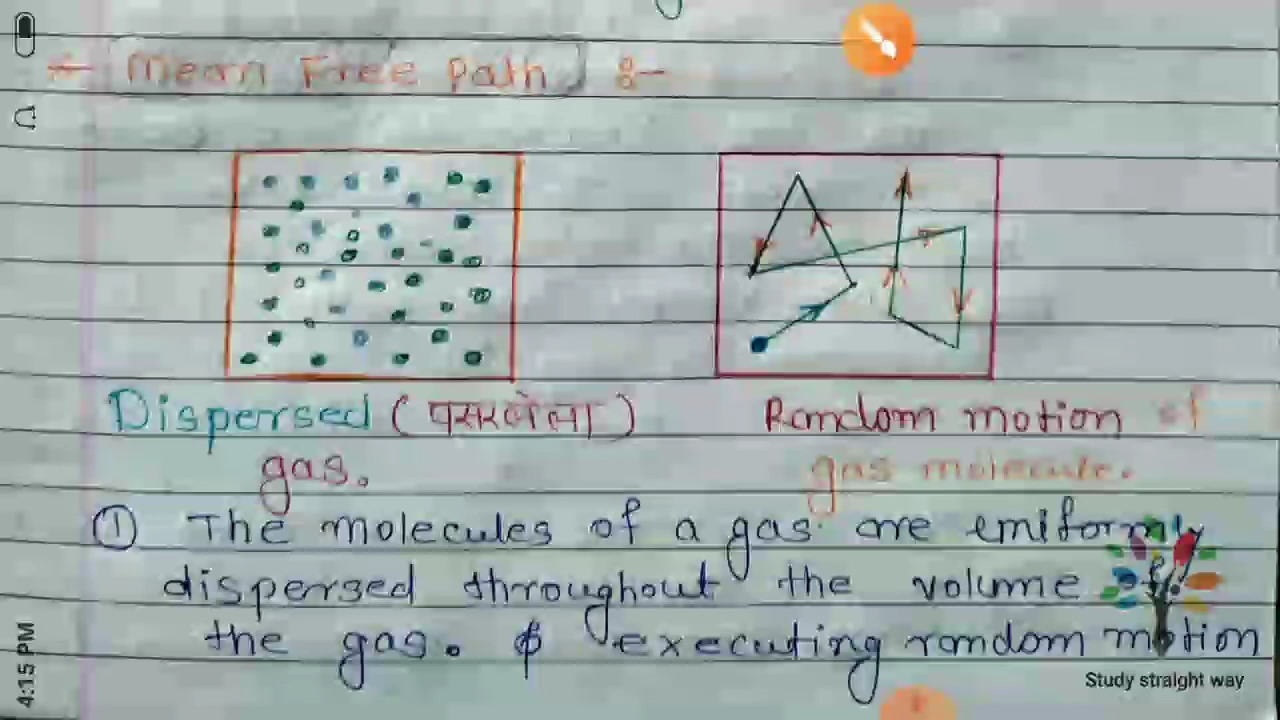 ← Mean Free Path :-
Dispersed (
gas.
Random motion of
gas molecule.
① The molecules of a gas are uniformly
dispersed throughout the volume of
the gas. & executing random motion
Study straight way
4:15 PM